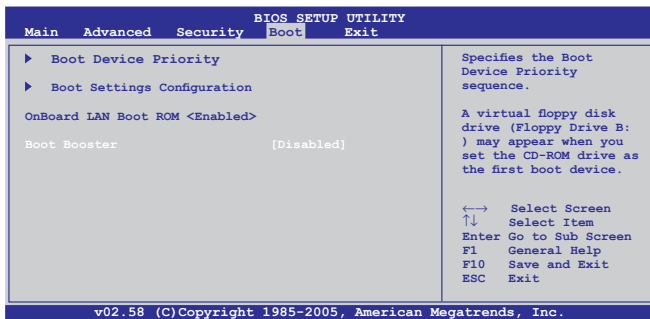 BIOS SETUP UTILITY
Main Advanced Security Boot Exit
Boot Device Priority
Boot Settings Configuration
OnBoard LAN Boot ROM <Enabled>
Boot Booster [Disabled]
Specifies the Boot
Device Priority
sequence.
A virtual floppy disk
drive (Floppy Drive B:
) may appear when you
set the CD-ROM drive as
the first boot device.
←→ Select Screen
↑↓ Select Item
Enter Go to Sub Screen
F1 General Help
F10 Save and Exit
ESC Exit
v02.58 (C)Copyright 1985-2005, American Megatrends, Inc.